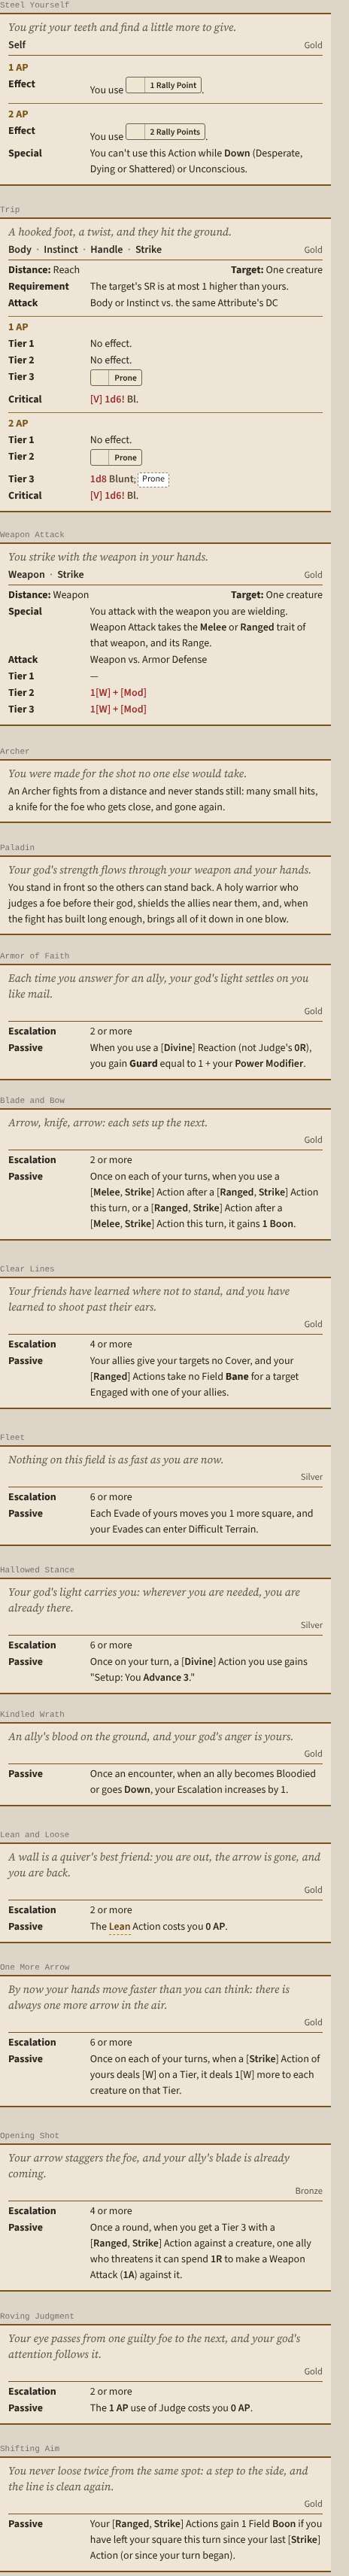 Steel Yourself
You grit your teeth and find a little more to give.
Self Gold
1 AP
Effect You use 1 Rally Point.
2 AP
Effect You use 2 Rally Points.
Special You can't use this Action while Down (Desperate,
Dying or Shattered) or Unconscious.
Trip
A hooked foot, a twist, and they hit the ground.
Body · Instinct · Handle · Strike Gold
Distance: Reach Target: One creature
Requirement The target's SR is at most 1 higher than yours.
Attack Body or Instinct vs. the same Attribute's DC
1 AP
Tier 1 No effect.
Tier 2 No effect.
Tier 3 Prone
Critical [V] 1d6! Bl.
2 AP
Tier 1 No effect.
Tier 2 Prone
Tier 3 1d8 Blunt; Prone
Critical [V] 1d6! Bl.
Weapon Attack
You strike with the weapon in your hands.
Weapon · Strike Gold
Distance: Weapon Target: One creature
Special You attack with the weapon you are wielding.
Weapon Attack takes the Melee or Ranged trait of
that weapon, and its Range.
Attack Weapon vs. Armor Defense
Tier 1 —
Tier 2 1[W] + [Mod]
Tier 3 1[W] + [Mod]
Archer
You were made for the shot no one else would take.
An Archer fights from a distance and never stands still: many small hits,
a knife for the foe who gets close, and gone again.
Paladin
Your god's strength flows through your weapon and your hands.
You stand in front so the others can stand back. A holy warrior who
judges a foe before their god, shields the allies near them, and, when
the fight has built long enough, brings all of it down in one blow.
Armor of Faith
Each time you answer for an ally, your god's light settles on you
like mail.
Gold
Escalation 2 or more
Passive When you use a [Divine] Reaction (not Judge's 0R),
you gain Guard equal to 1 + your Power Modifier.
Blade and Bow
Arrow, knife, arrow: each sets up the next.
Gold
Escalation 2 or more
Passive Once on each of your turns, when you use a
[Melee, Strike] Action after a [Ranged, Strike] Action
this turn, or a [Ranged, Strike] Action after a
[Melee, Strike] Action this turn, it gains 1 Boon.
Clear Lines
Your friends have learned where not to stand, and you have
learned to shoot past their ears.
Gold
Escalation 4 or more
Passive Your allies give your targets no Cover, and your
[Ranged] Actions take no Field Bane for a target
Engaged with one of your allies.
Fleet
Nothing on this field is as fast as you are now.
Silver
Escalation 6 or more
Passive Each Evade of yours moves you 1 more square, and
your Evades can enter Difficult Terrain.
Hallowed Stance
Your god's light carries you: wherever you are needed, you are
already there.
Silver
Escalation 6 or more
Passive Once on your turn, a [Divine] Action you use gains
"Setup: You Advance 3."
Kindled Wrath
An ally's blood on the ground, and your god's anger is yours.
Gold
Passive Once an encounter, when an ally becomes Bloodied
or goes Down, your Escalation increases by 1.
Lean and Loose
A wall is a quiver's best friend: you are out, the arrow is gone, and
you are back.
Gold
Escalation 2 or more
Passive The Lean Action costs you 0 AP.
One More Arrow
By now your hands move faster than you can think: there is
always one more arrow in the air.
Gold
Escalation 6 or more
Passive Once on each of your turns, when a [Strike] Action of
yours deals [W] on a Tier, it deals 1[W] more to each
creature on that Tier.
Opening Shot
Your arrow staggers the foe, and your ally's blade is already
coming.
Bronze
Escalation 4 or more
Passive Once a round, when you get a Tier 3 with a
[Ranged, Strike] Action against a creature, one ally
who threatens it can spend 1R to make a Weapon
Attack (1A) against it.
Roving Judgment
Your eye passes from one guilty foe to the next, and your god's
attention follows it.
Gold
Escalation 2 or more
Passive The 1 AP use of Judge costs you 0 AP.
Shifting Aim
You never loose twice from the same spot: a step to the side, and
the line is clean again.
Gold
Passive Your [Ranged, Strike] Actions gain 1 Field Boon if you
have left your square this turn since your last [Strike]
Action (or since your turn began).